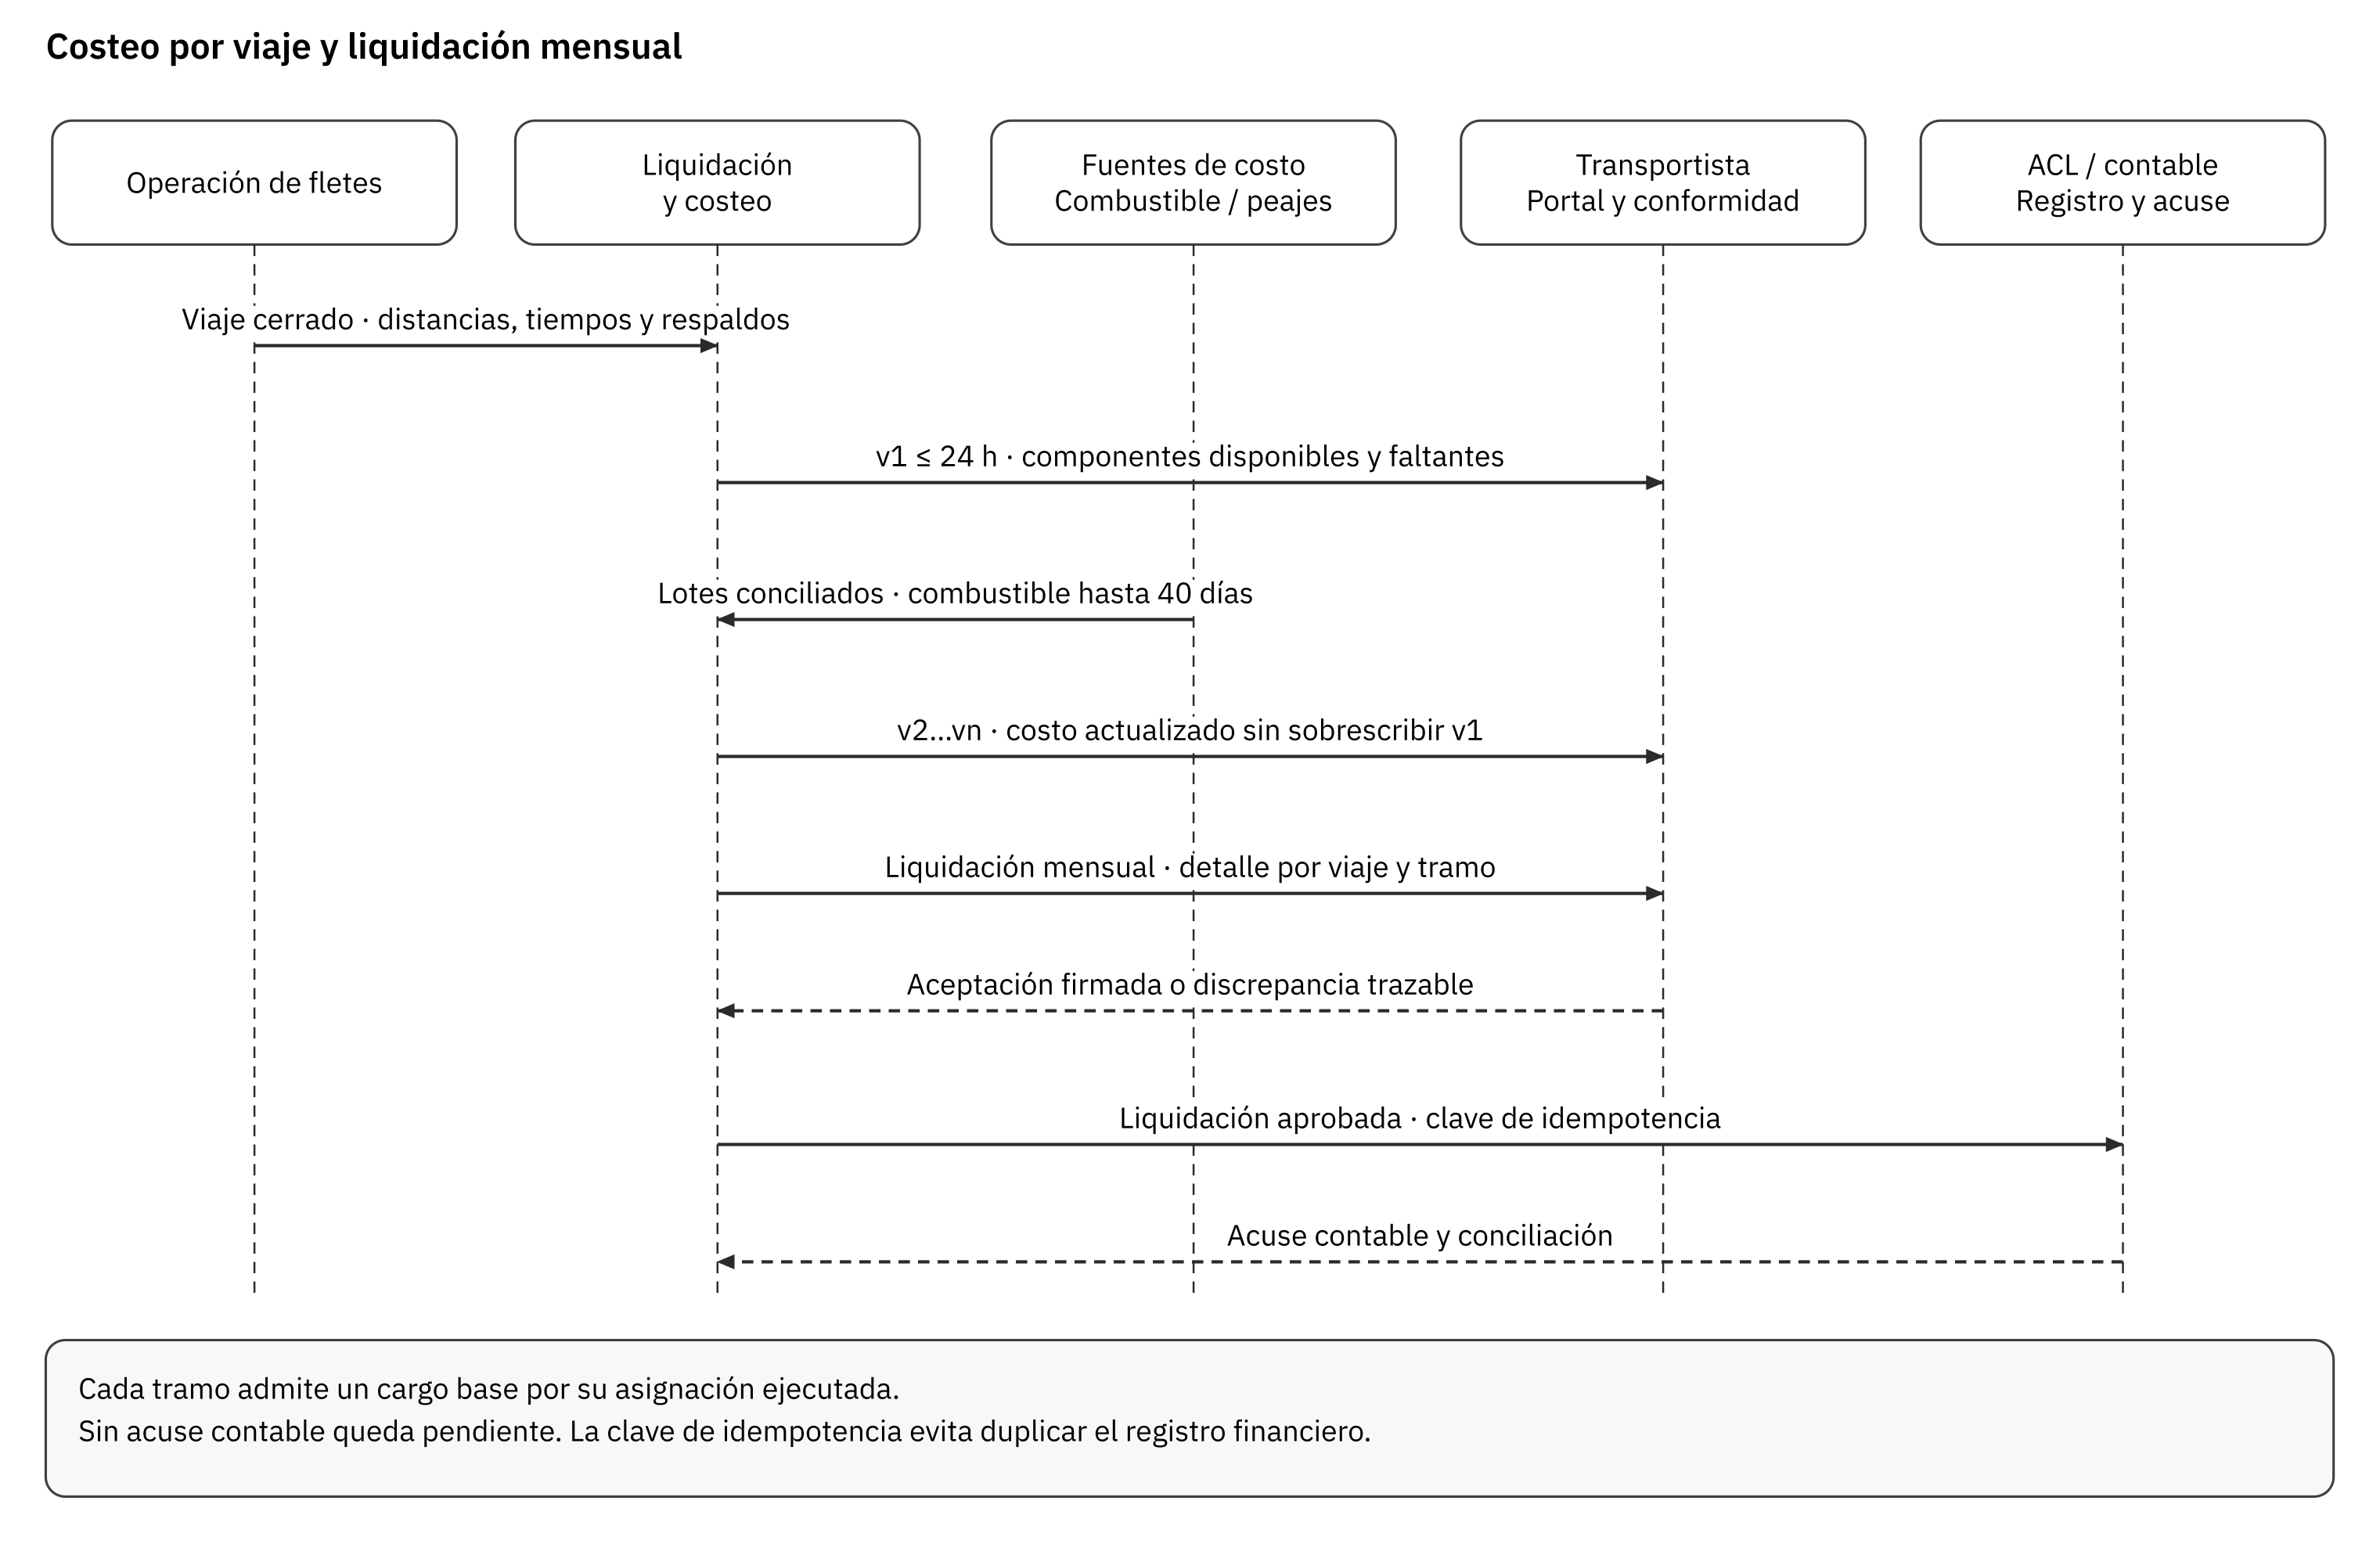 Costeo por viaje y liquidación mensual
Operación de fletes
Liquidación
y costeo
Fuentes de costo
Combustible / peajes
Transportista
Portal y conformidad
ACL / contable
Registro y acuse
Viaje cerrado · distancias, tiempos y respaldos
v1 ≤ 24 h · componentes disponibles y faltantes
Lotes conciliados · combustible hasta 40 días
v2...vn · costo actualizado sin sobrescribir v1
Liquidación mensual · detalle por viaje y tramo
Aceptación firmada o discrepancia trazable
Liquidación aprobada · clave de idempotencia
Acuse contable y conciliación
Cada tramo admite un cargo base por su asignación ejecutada.
Sin acuse contable queda pendiente. La clave de idempotencia evita duplicar el registro financiero.